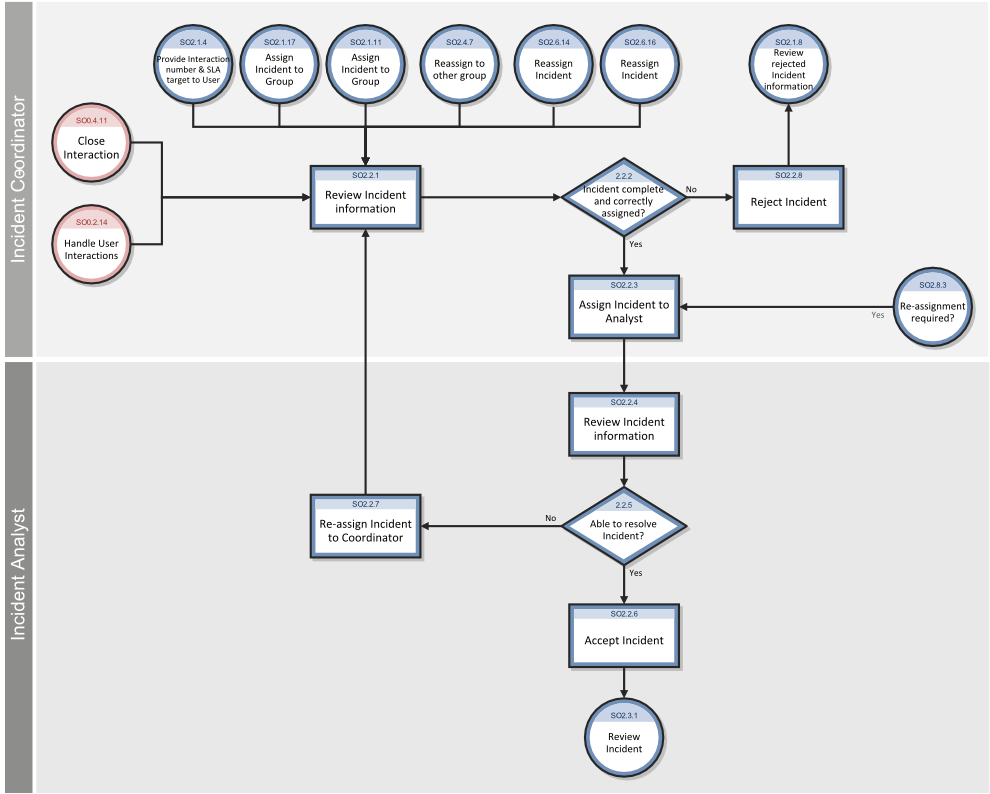 Incident Coordinator
SO2.1.4
Provide Interaction
number & SLA
target to User
SO2.1.17
Assign
Incident to
Group
SO2.1.11
Assign
Incident to
Group
SO2.4.7
Reassign to
other group
SO2.6.14
Reassign
Incident
SO2.6.16
Reassign
Incident
SO2.1.8
Review
rejected
Incident
information
SO0.4.11
Close
Interaction
SO0.2.14
Handle User
Interactions
SO2.2.1
Review Incident
information
2.2.2
Incident complete
and correctly
assigned?
No
Yes
SO2.2.8
Reject Incident
SO2.2.3
Assign Incident to
Analyst
SO2.8.3
Re-assignment
required?
Yes
Incident Analyst
SO2.2.4
Review Incident
information
2.2.5
Able to resolve
Incident?
No
Yes
SO2.2.7
Re-assign Incident
to Coordinator
SO2.2.6
Accept Incident
SO2.3.1
Review
Incident